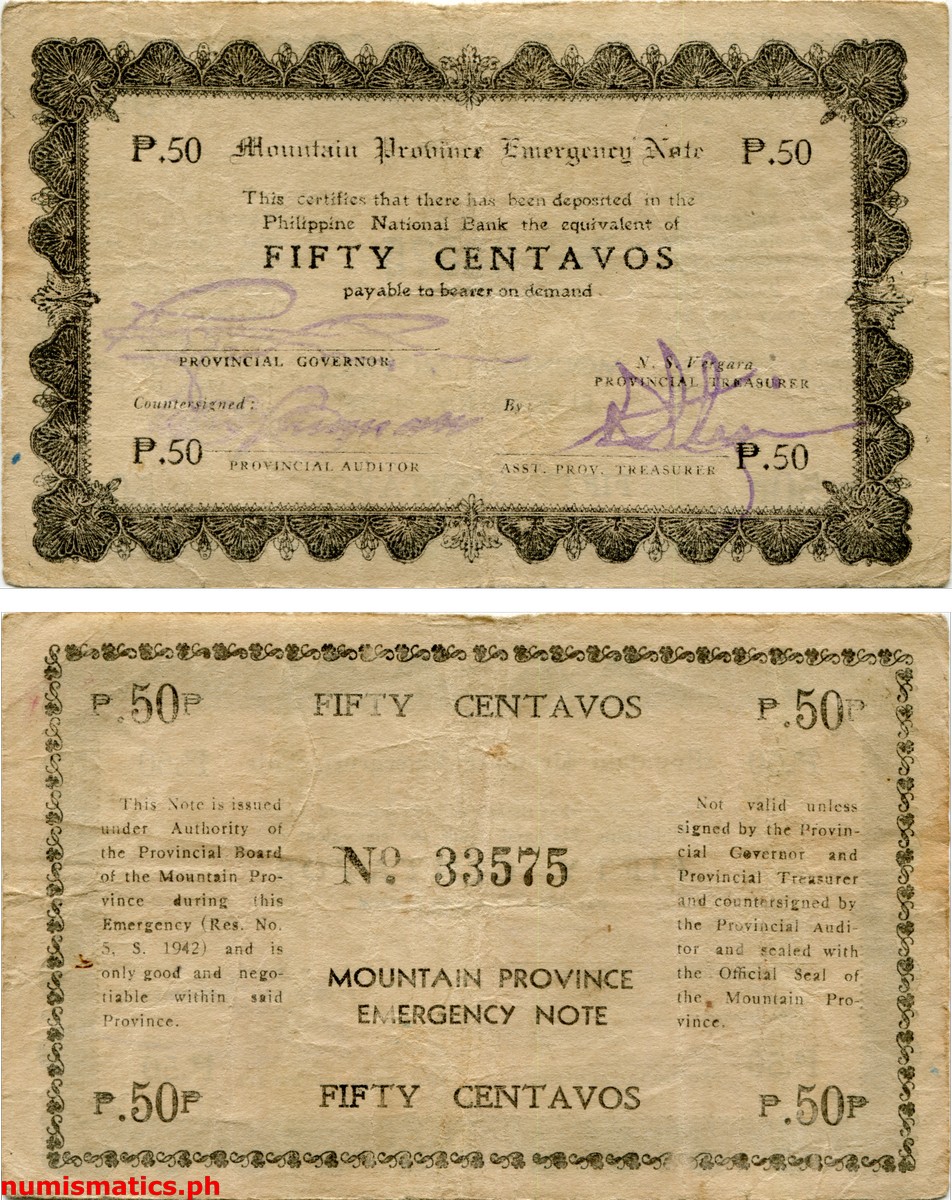 ₱.50 Mountain Province Emergency Note ₱.50
This certifies that there has been deposited in the
Philippine National Bank the equivalent of
FIFTY CENTAVOS
payable to bearer on demand
PROVINCIAL GOVERNOR
N. S. Vergara
PROVINCIAL TREASURER
Countersigned:
By:
₱.50
PROVINCIAL AUDITOR
ASST. PROV. TREASURER
₱.50
₱.50₱ FIFTY CENTAVOS ₱.50₱
This Note is issued
under Authority of
the Provincial Board
of the Mountain Pro-
vince during this
Emergency (Res. No.
5, S. 1942) and is
only good and nego-
tiable within said
Province.
Nº 33575
MOUNTAIN PROVINCE
EMERGENCY NOTE
Not valid unless
signed by the Provin-
cial Governor and
Provincial Treasurer
and countersigned by
the Provincial Audi-
tor and sealed with
the Official Seal of
the Mountain Pro-
vince.
₱.50₱ FIFTY CENTAVOS ₱.50₱
numismatics.ph